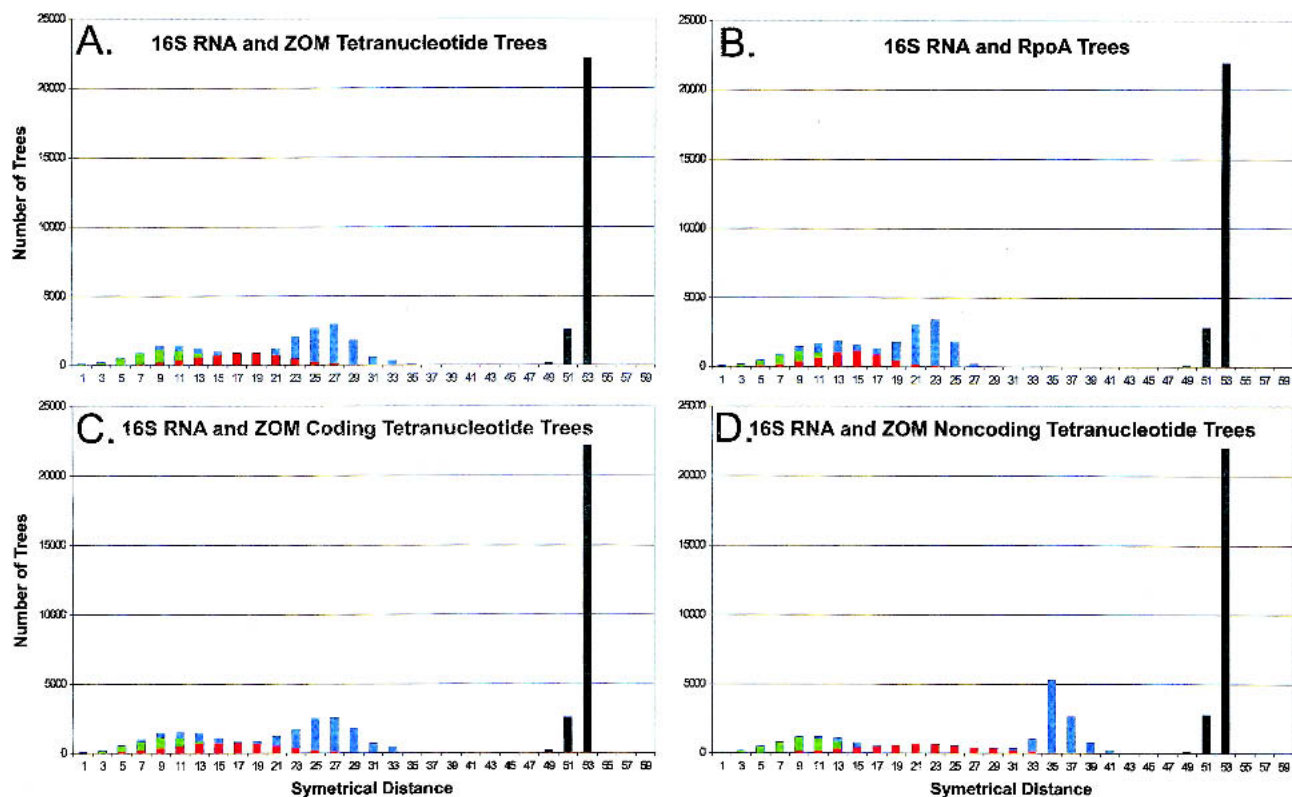 A. 16S RNA and ZOM Tetranucleotide Trees
25000
20000
15000
10000
5000
0
Number of Trees
1 3 5 7 9 11 13 15 17 19 21 23 25 27 29 31 33 35 37 39 41 43 45 47 49 51 53 55 57 59
B. 16S RNA and RpoA Trees
25000
20000
15000
10000
5000
0
1 3 5 7 9 11 13 15 17 19 21 23 25 27 29 31 33 35 37 39 41 43 45 47 49 51 53 55 57 59
C. 16S RNA and ZOM Coding Tetranucleotide Trees
25000
20000
15000
10000
5000
0
Number of Trees
1 3 5 7 9 11 13 15 17 19 21 23 25 27 29 31 33 35 37 39 41 43 45 47 49 51 53 55 57 59
Symetrical Distance
D. 16S RNA and ZOM Noncoding Tetranucleotide Trees
25000
20000
15000
10000
5000
0
1 3 5 7 9 11 13 15 17 19 21 23 25 27 29 31 33 35 37 39 41 43 45 47 49 51 53 55 57 59
Symetrical Distance